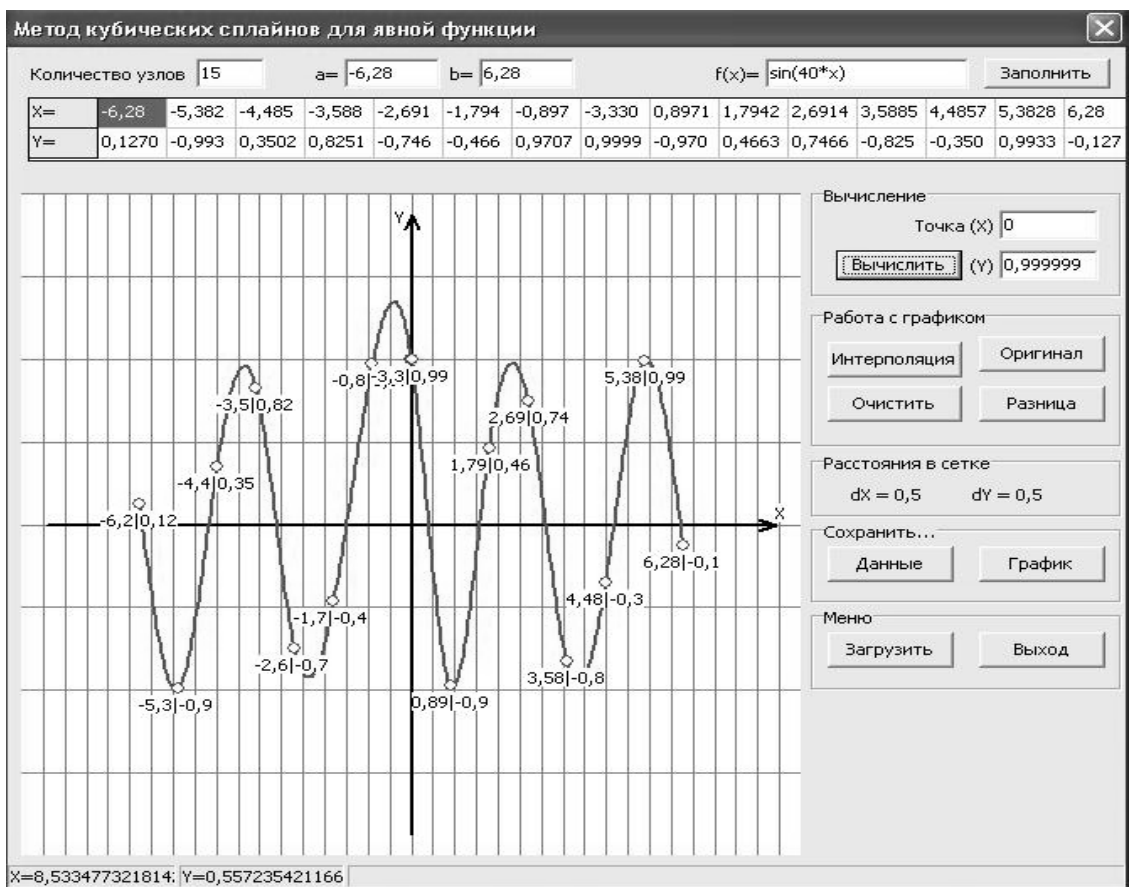 Метод кубических сплайнов для явной функции
Количество узлов 15 a= -6,28 b= 6,28 f(x)= sin(40*x) Заполнить
X= -6,28 -5,382 -4,485 -3,588 -2,691 -1,794 -0,897 -3,330 0,8971 1,7942 2,6914 3,5885 4,4857 5,3828 6,28
Y= 0,1270 -0,993 0,3502 0,8251 -0,746 -0,466 0,9707 0,9999 -0,970 0,4663 0,7466 -0,825 -0,350 0,9933 -0,127
Y
-0,8|
-3,3|0,99
5,38|0,99
-3,5|0,82
2,69|0,74
1,79|0,46
-4,4|0,35
X
-6,2|0,12
6,28|-0,1
4,48|-0,3
-1,7|-0,4
-2,6|-0,7
3,58|-0,8
-5,3|-0,9
0,89|-0,9
Вычисление
Точка (X) 0
Вычислить (Y) 0,999999
Работа с графиком
Интерполяция Оригинал
Очистить Разница
Расстояния в сетке
dX = 0,5 dY = 0,5
Сохранить...
Данные График
Меню
Загрузить Выход
X=8,533477321814: Y=0,557235421166